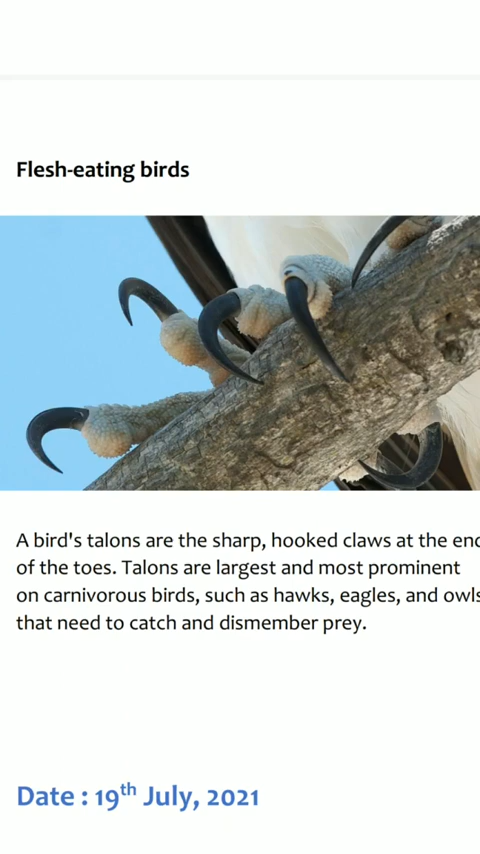 Flesh-eating birds
A bird's talons are the sharp, hooked claws at the end
of the toes. Talons are largest and most prominent
on carnivorous birds, such as hawks, eagles, and owls
that need to catch and dismember prey.
Date : 19th July, 2021